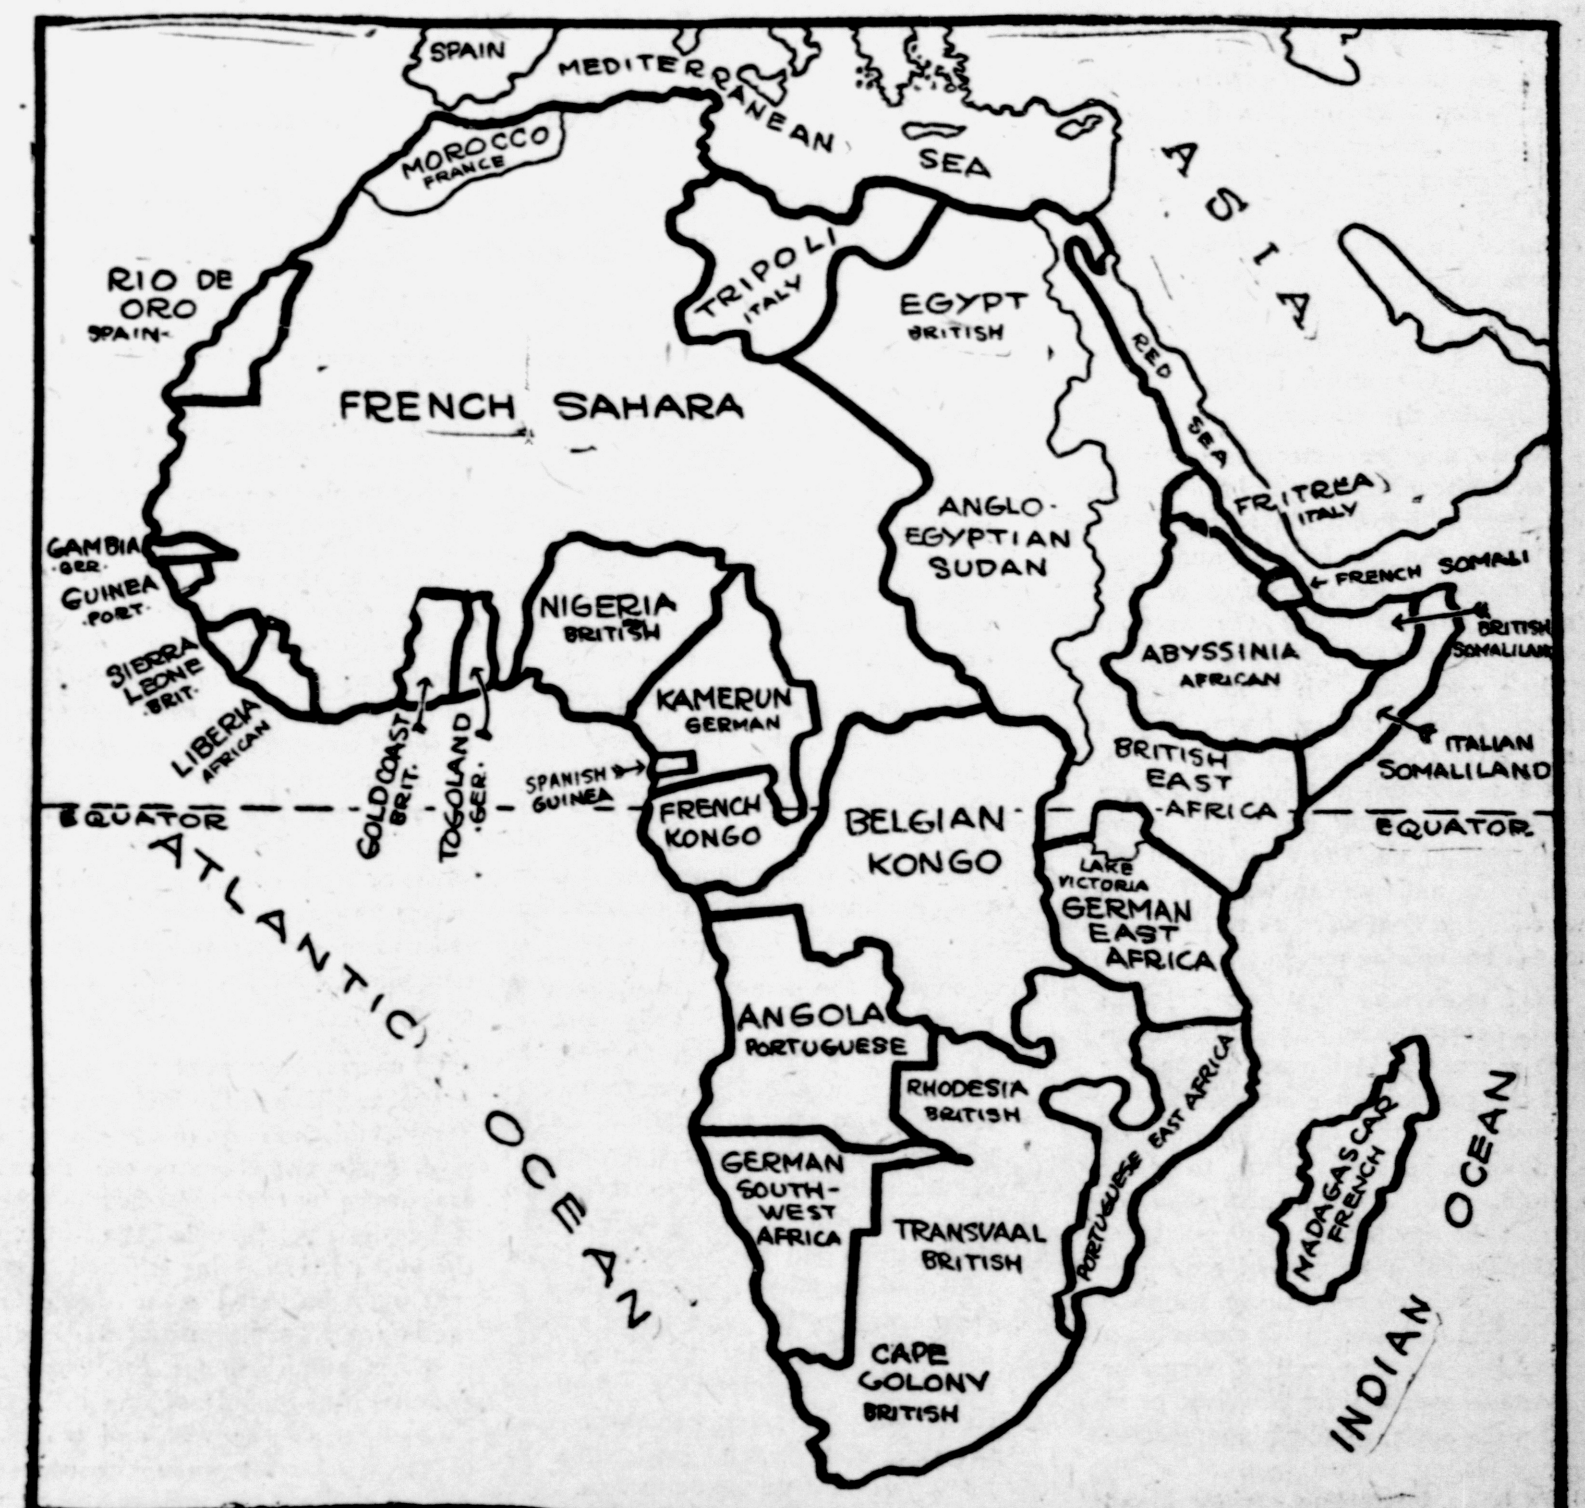 SPAIN
MEDITERRANEAN
SEA
ASIA
MOROCCO
FRANCE
RIO DE
ORO
SPAIN-
TRIPOLI
ITALY
EGYPT
BRITISH
RED
SEA
FRENCH SAHARA
ANGLO-
EGYPTIAN
SUDAN
ERITREA
ITALY
GAMBIA
GER.
GUINEA
PORT.
FRENCH SOMALI
NIGERIA
BRITISH
BRITISH
SOMALILAND
ABYSSINIA
AFRICAN
SIERRA
LEONE
BRIT.
LIBERIA
AFRICAN
GOLD COAST
BRIT.
TOGOLAND
GER.
KAMERUN
GERMAN
SPANISH
GUINEA
BRITISH
EAST
AFRICA
ITALIAN
SOMALILAND
EQUATOR
EQUATOR
FRENCH
KONGO
BELGIAN
KONGO
LAKE
VICTORIA
GERMAN
EAST
AFRICA
ATLANTIC OCEAN
ANGOLA
PORTUGUESE
RHODESIA
BRITISH
PORTUGUESE EAST AFRICA
MADAGASCAR
FRENCH
GERMAN
SOUTH-
WEST
AFRICA
TRANSVAAL
BRITISH
CAPE
COLONY
BRITISH
INDIAN OCEAN